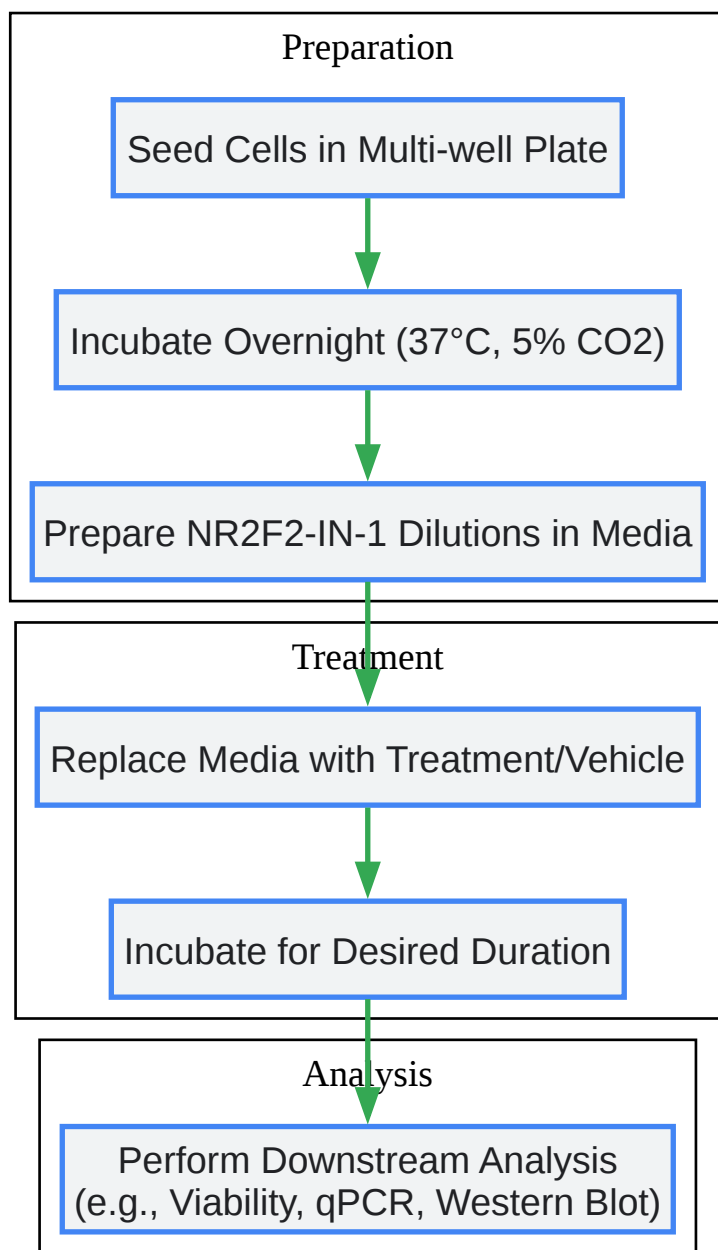 Preparation
Seed Cells in Multi-well Plate
Incubate Overnight (37°C, 5% CO2)
Prepare NR2F2-IN-1 Dilutions in Media
Treatment
Replace Media with Treatment/Vehicle
Incubate for Desired Duration
Analysis
Perform Downstream Analysis
(e.g., Viability, qPCR, Western Blot)